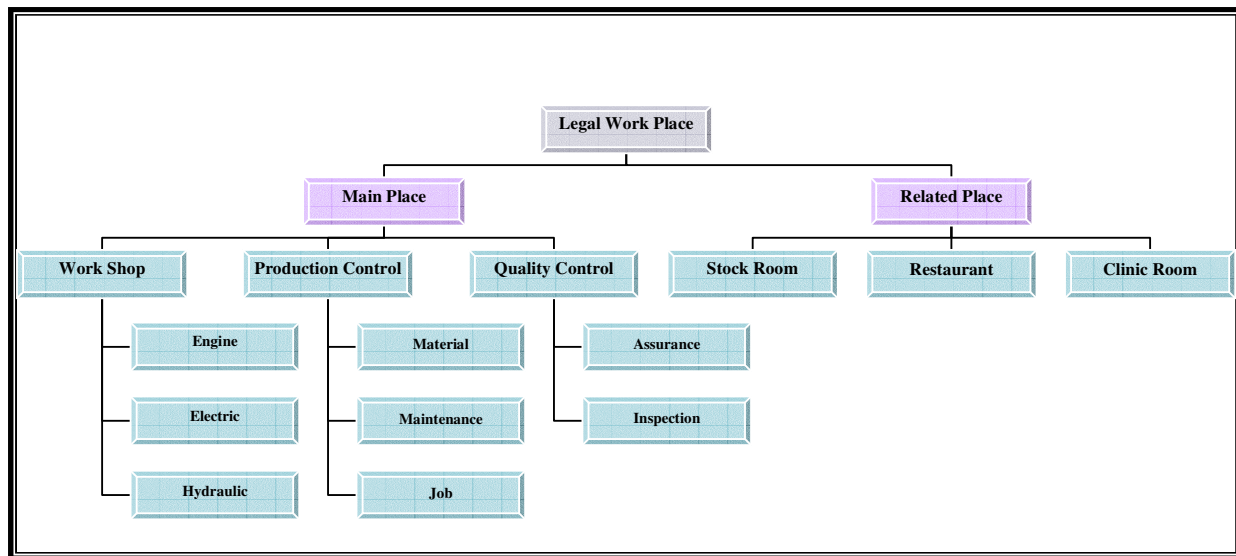 Legal Work Place
Main Place
Related Place
Work Shop
Production Control
Quality Control
Stock Room
Restaurant
Clinic Room
Engine
Material
Assurance
Electric
Maintenance
Inspection
Hydraulic
Job